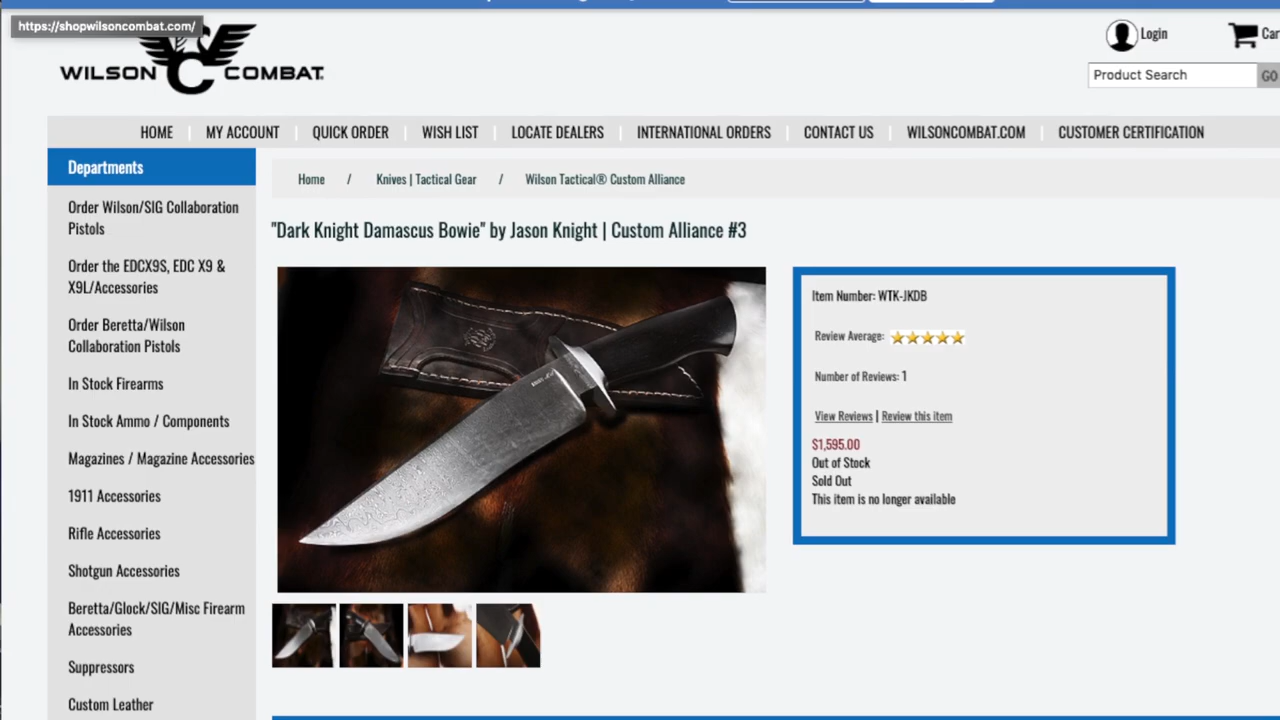 https://shopwilsoncombat.com/
WILSON COMBAT
Login
Car
Product Search
GO
HOME MY ACCOUNT QUICK ORDER WISH LIST LOCATE DEALERS INTERNATIONAL ORDERS CONTACT US WILSONCOMBAT.COM CUSTOMER CERTIFICATION
Departments
Order Wilson/SIG Collaboration
Pistols
Order the EDCX9S, EDC X9 &
X9L/Accessories
Order Beretta/Wilson
Collaboration Pistols
In Stock Firearms
In Stock Ammo / Components
Magazines / Magazine Accessories
1911 Accessories
Rifle Accessories
Shotgun Accessories
Beretta/Glock/SIG/Misc Firearm
Accessories
Suppressors
Custom Leather
Home / Knives | Tactical Gear / Wilson Tactical® Custom Alliance
"Dark Knight Damascus Bowie" by Jason Knight | Custom Alliance #3
Item Number: WTK-JKDB
Review Average:
Number of Reviews: 1
View Reviews | Review this item
$1,595.00
Out of Stock
Sold Out
This item is no longer available